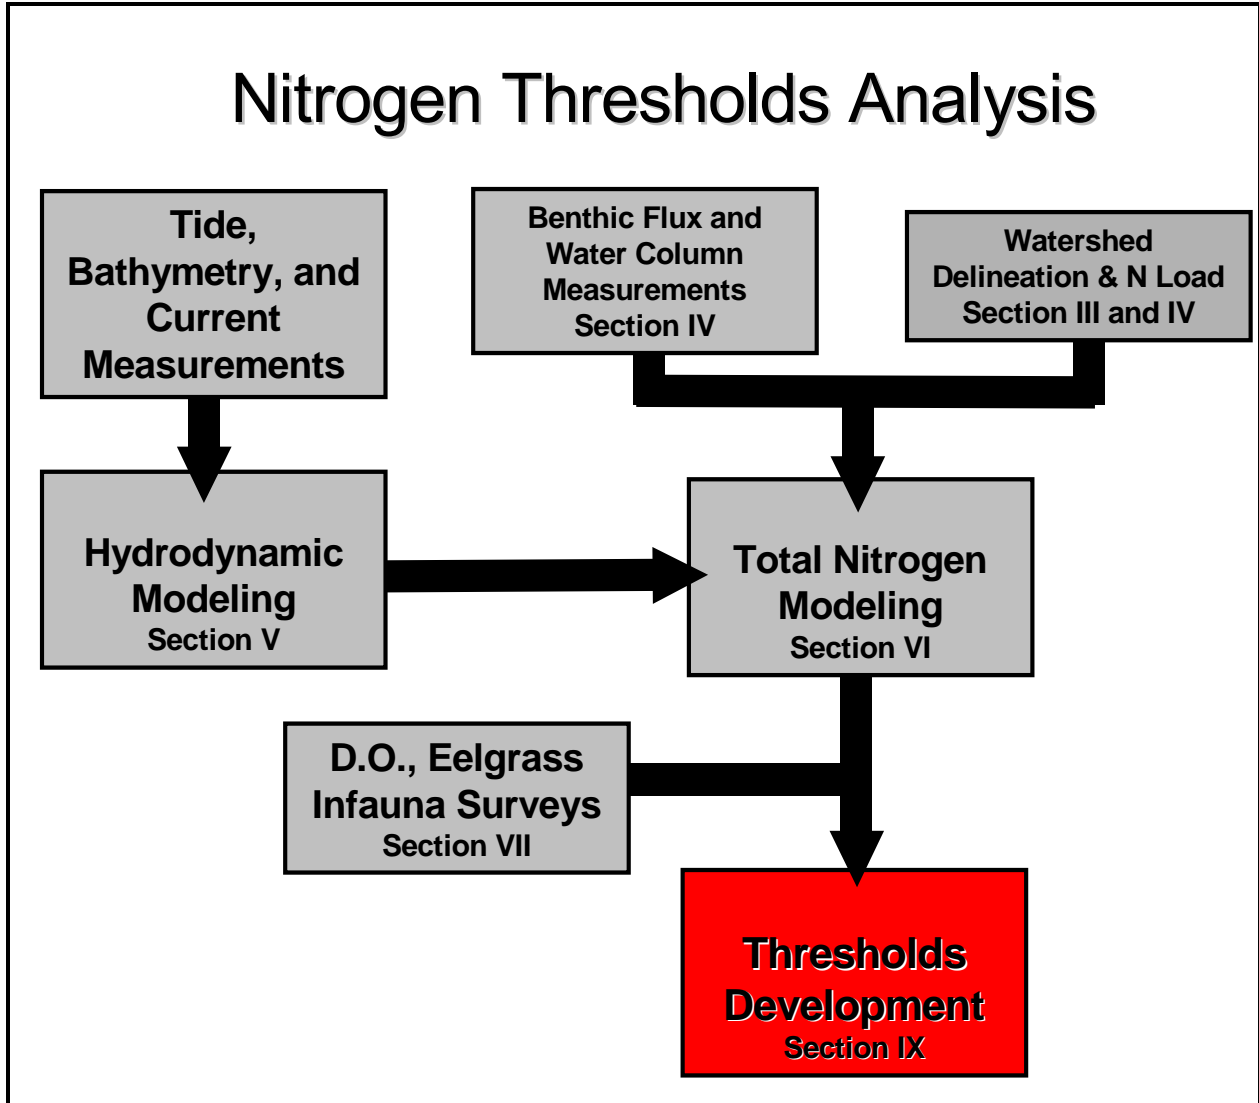 Nitrogen Thresholds Analysis
Tide,
Bathymetry, and
Current
Measurements
Benthic Flux and
Water Column
Measurements
Section IV
Watershed
Delineation & N Load
Section III and IV
Hydrodynamic
Modeling
Section V
Total Nitrogen
Modeling
Section VI
D.O., Eelgrass
Infauna Surveys
Section VII
Thresholds
Development
Section IX